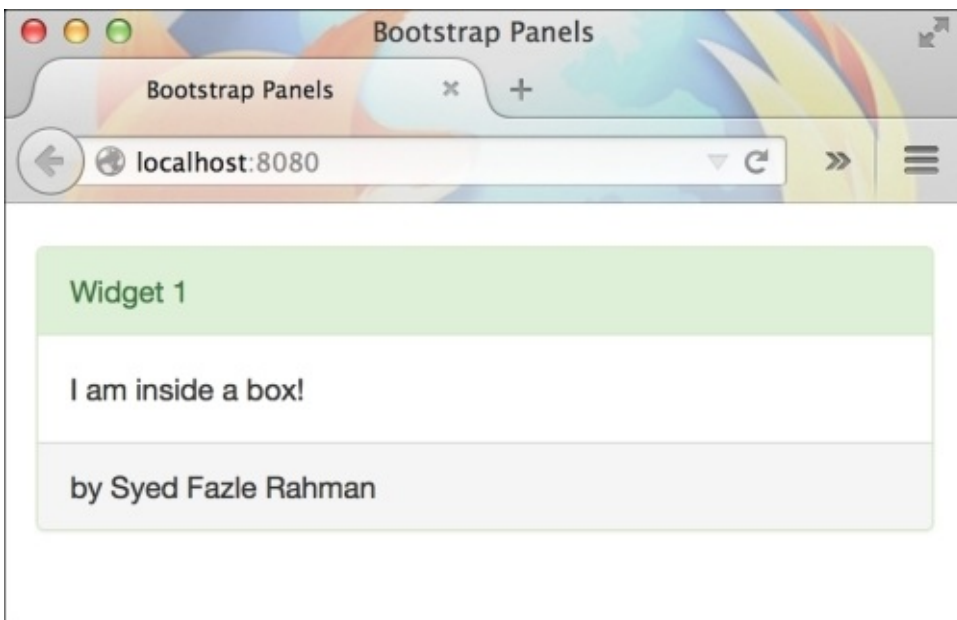 Bootstrap Panels
Bootstrap Panels
localhost:8080
Widget 1
I am inside a box!
by Syed Fazle Rahman